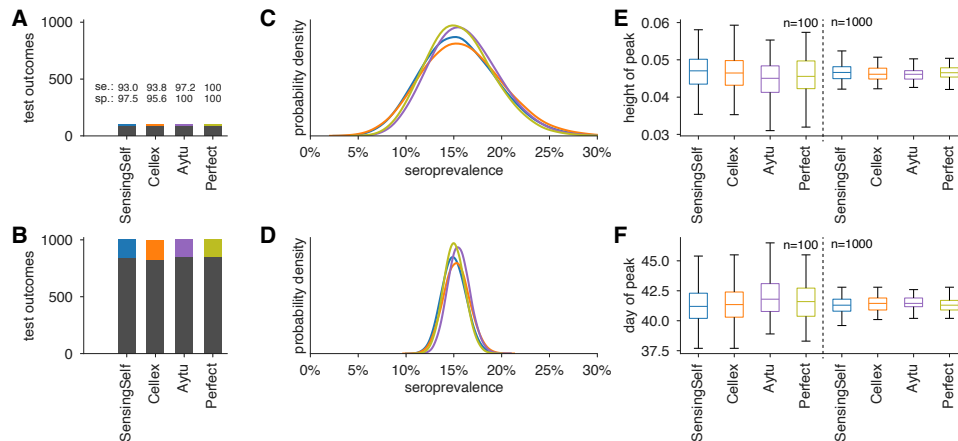 A
1000
500
0
test outcomes
se.: 93.0 93.8 97.2 100
sp.: 97.5 95.6 100 100
SensingSelf
Cellex
Aytu
Perfect
B
1000
500
0
test outcomes
SensingSelf
Cellex
Aytu
Perfect
C
probability density
0% 5% 10% 15% 20% 25% 30%
seroprevalence
D
probability density
0% 5% 10% 15% 20% 25% 30%
seroprevalence
E
0.06
0.05
0.04
0.03
height of peak
n=100
n=1000
SensingSelf
Cellex
Aytu
Perfect
SensingSelf
Cellex
Aytu
Perfect
F
45.0
42.5
40.0
37.5
day of peak
n=100
n=1000
SensingSelf
Cellex
Aytu
Perfect
SensingSelf
Cellex
Aytu
Perfect